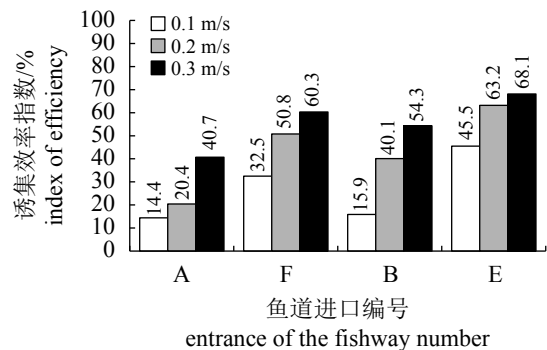 诱集效率指数/%
index of efficiency
100
90
80
70
60
50
40
30
20
10
0
0.1 m/s
0.2 m/s
0.3 m/s
14.4
20.4
40.7
32.5
50.8
60.3
15.9
40.1
54.3
45.5
63.2
68.1
A F B E
鱼道进口编号
entrance of the fishway number